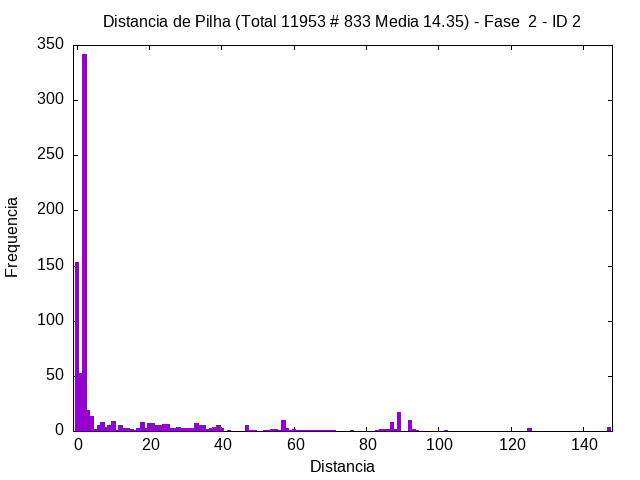 Distancia de Pilha (Total 11953 # 833 Media 14.35) - Fase  2 - ID 2
350
300
250
200
150
100
50
0
Frequencia
0 20 40 60 80 100 120 140
Distancia